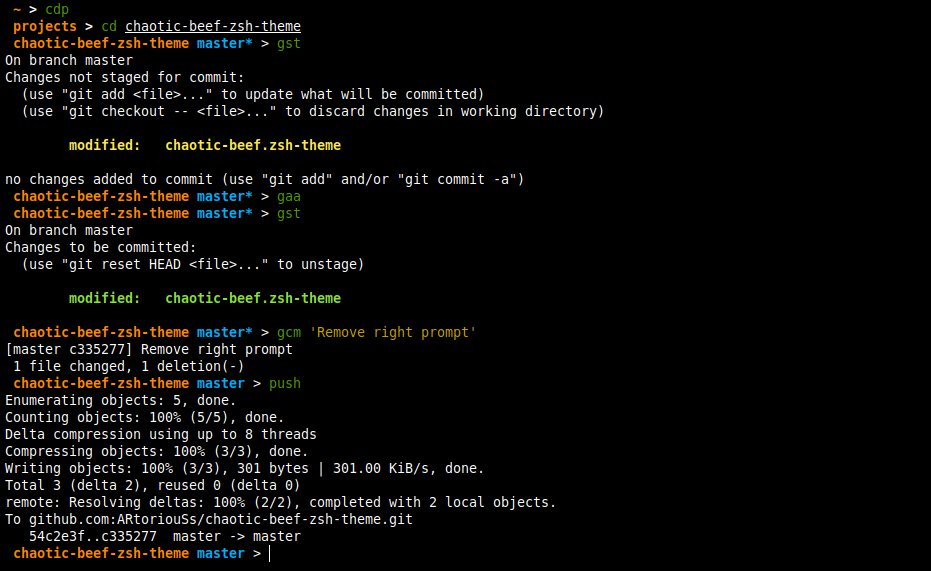 ~ > cdp
projects > cd chaotic-beef-zsh-theme
chaotic-beef-zsh-theme master* > gst
On branch master
Changes not staged for commit:
  (use "git add <file>..." to update what will be committed)
  (use "git checkout -- <file>..." to discard changes in working directory)
        modified:   chaotic-beef.zsh-theme
no changes added to commit (use "git add" and/or "git commit -a")
chaotic-beef-zsh-theme master* > gaa
chaotic-beef-zsh-theme master* > gst
On branch master
Changes to be committed:
  (use "git reset HEAD <file>..." to unstage)
        modified:   chaotic-beef.zsh-theme
chaotic-beef-zsh-theme master* > gcm 'Remove right prompt'
[master c335277] Remove right prompt
 1 file changed, 1 deletion(-)
chaotic-beef-zsh-theme master > push
Enumerating objects: 5, done.
Counting objects: 100% (5/5), done.
Delta compression using up to 8 threads
Compressing objects: 100% (3/3), done.
Writing objects: 100% (3/3), 301 bytes | 301.00 KiB/s, done.
Total 3 (delta 2), reused 0 (delta 0)
remote: Resolving deltas: 100% (2/2), completed with 2 local objects.
To github.com:ARtoriouSs/chaotic-beef-zsh-theme.git
   54c2e3f..c335277  master -> master
chaotic-beef-zsh-theme master >